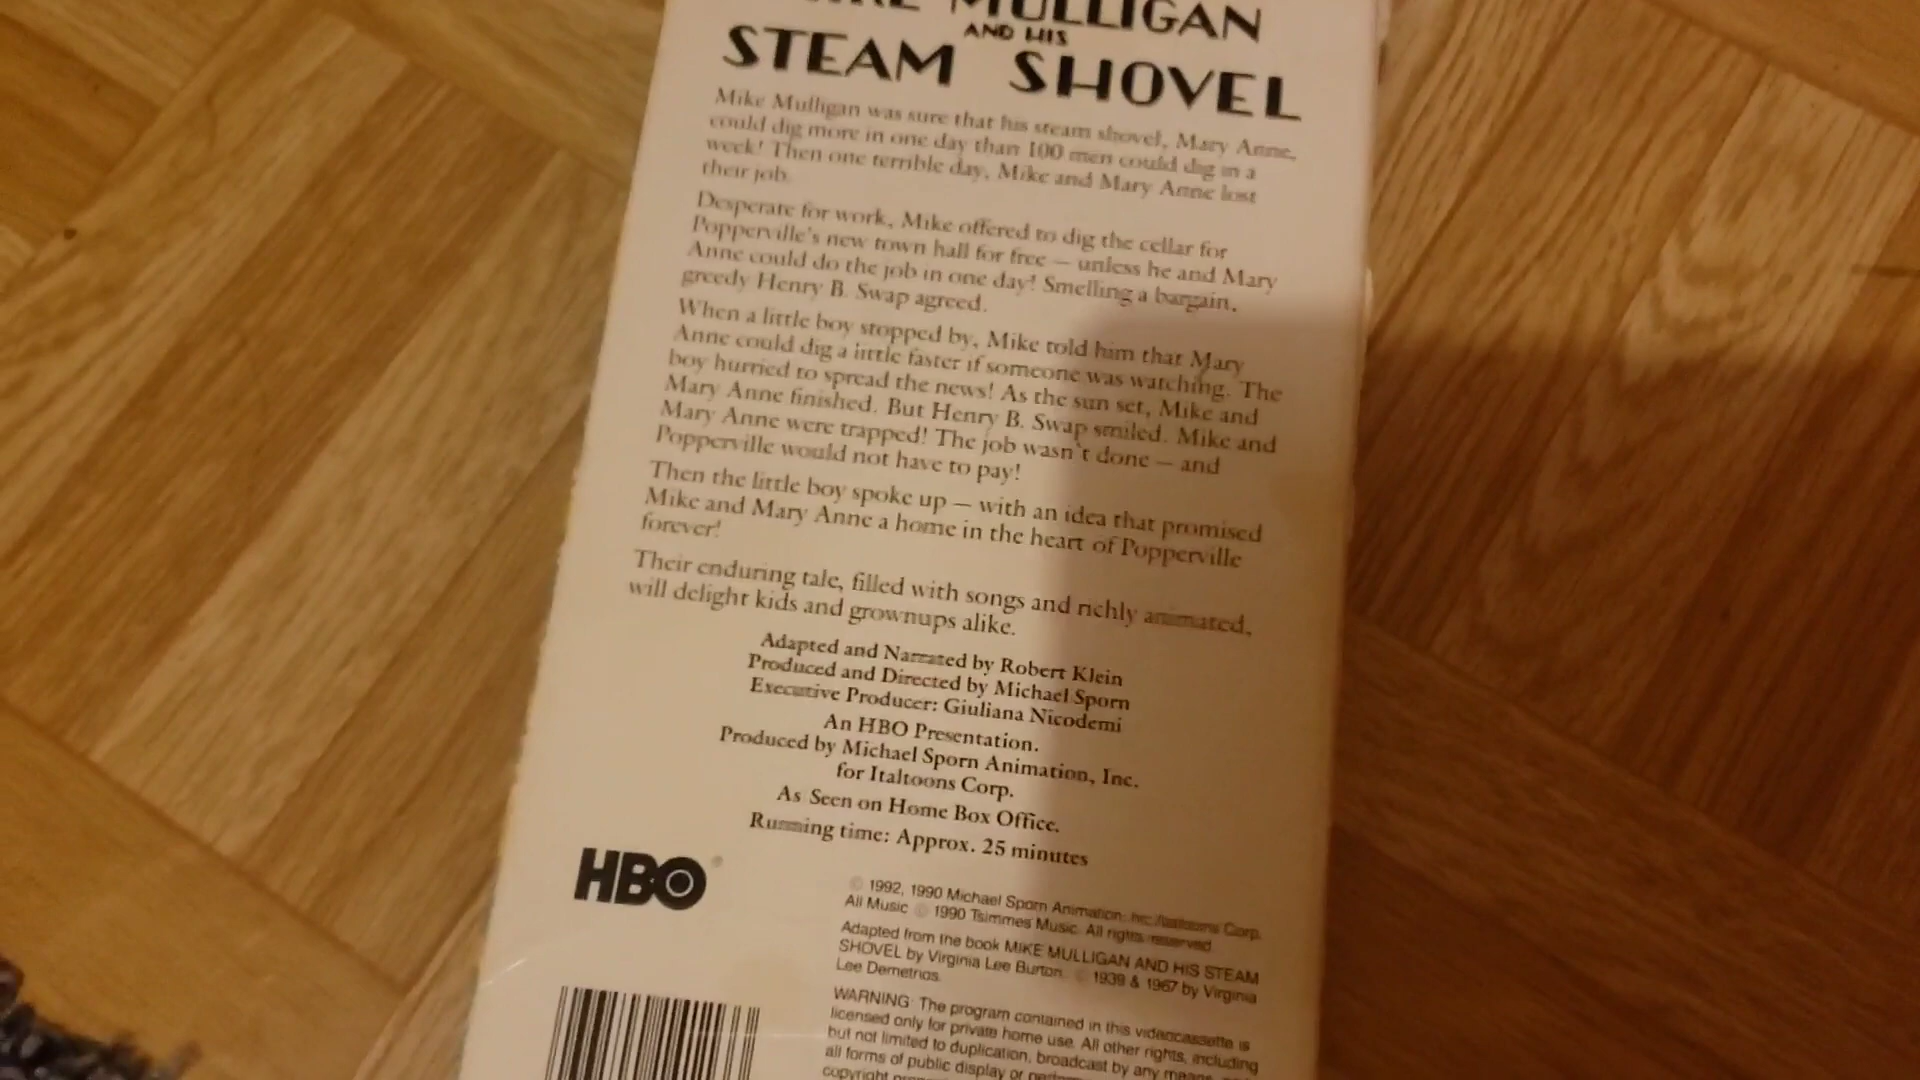 MULLIGAN
AND HIS
STEAM SHOVEL
Mike Mulligan was sure that his steam shovel, Mary Anne,
could dig more in one day than 100 men could dig in a
week! Then one terrible day, Mike and Mary Anne lost
their job.
Desperate for work, Mike offered to dig the cellar for
Popperville's new town hall for free — unless he and Mary
Anne could do the job in one day! Smelling a bargain,
greedy Henry B. Swap agreed.
When a little boy stopped by, Mike told him that Mary
Anne could dig a little faster if someone was watching. The
boy hurried to spread the news! As the sun set, Mike and
Mary Anne finished. But Henry B. Swap smiled. Mike and
Mary Anne were trapped! The job wasn't done — and
Popperville would not have to pay!
Then the little boy spoke up — with an idea that promised
Mike and Mary Anne a home in the heart of Popperville
forever!
Their enduring tale, filled with songs and richly animated,
will delight kids and grownups alike.
Adapted and Narrated by Robert Klein
Produced and Directed by Michael Sporn
Executive Producer: Giuliana Nicodemi
An HBO Presentation.
Produced by Michael Sporn Animation, Inc.
for Italtoons Corp.
As Seen on Home Box Office.
Running time: Approx. 25 minutes
HBO®
© 1992, 1990 Michael Sporn Animation, Inc./Italtoons Corp.
All Music © 1990 Tsimmes Music. All rights reserved.
Adapted from the book MIKE MULLIGAN AND HIS STEAM
SHOVEL by Virginia Lee Burton. © 1939 & 1967 by Virginia
Lee Demetrios.
WARNING: The program contained in this videocassette is
licensed only for private home use. All other rights, including
but not limited to duplication, broadcast by any means,
all forms of public display or
copyright